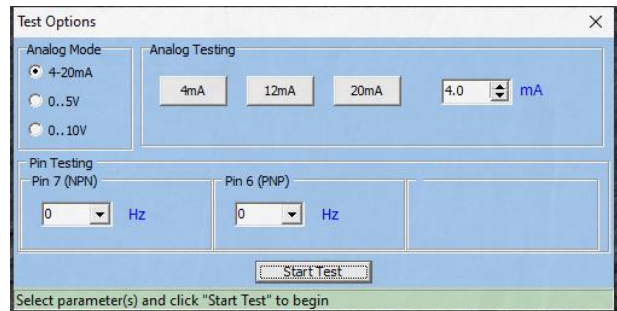 Test Options
Analog Mode
4-20mA
0..5V
0..10V
Analog Testing
4mA 12mA 20mA 4.0 mA
Pin Testing
Pin 7 (NPN)
0 Hz
Pin 6 (PNP)
0 Hz
Start Test
Select parameter(s) and click "Start Test" to begin